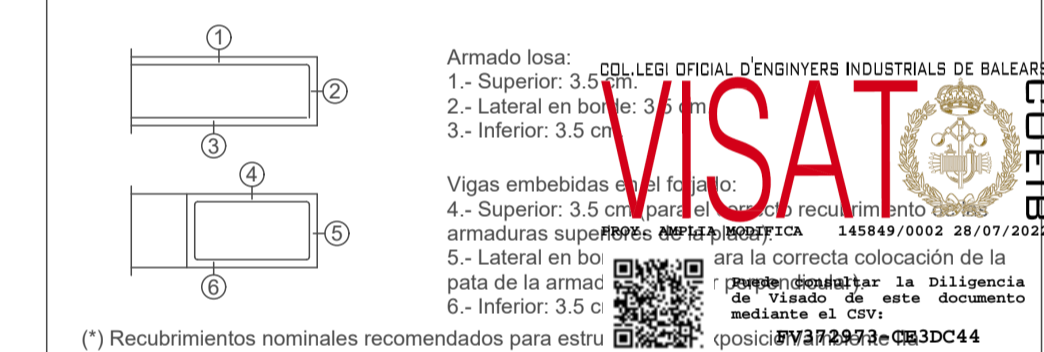 1
2
3
Armado losa:
1.- Superior: 3.5 cm.
2.- Lateral en borde: 3.5 cm.
3.- Inferior: 3.5 cm
4
5
6
Vigas embebidas en el forjado:
4.- Superior: 3.5 cm (para el correcto recubrimiento de las
armaduras superiores de la placa).
5.- Lateral en bor ara la correcta colocación de la
pata de la armad r perpendicular).
6.- Inferior: 3.5 c
(*) Recubrimientos nominales recomendados para estru xposición ambiente
COL.LEGI OFICIAL D'ENGINYERS INDUSTRIALS DE BALEARS
VISAT
COEIB
PROY. AMPLIA MODIFICA 145849/0002 28/07/2022
Puede consultar la Diligencia
de Visado de este documento
mediante el CSV:
FV372973-CE3DC44